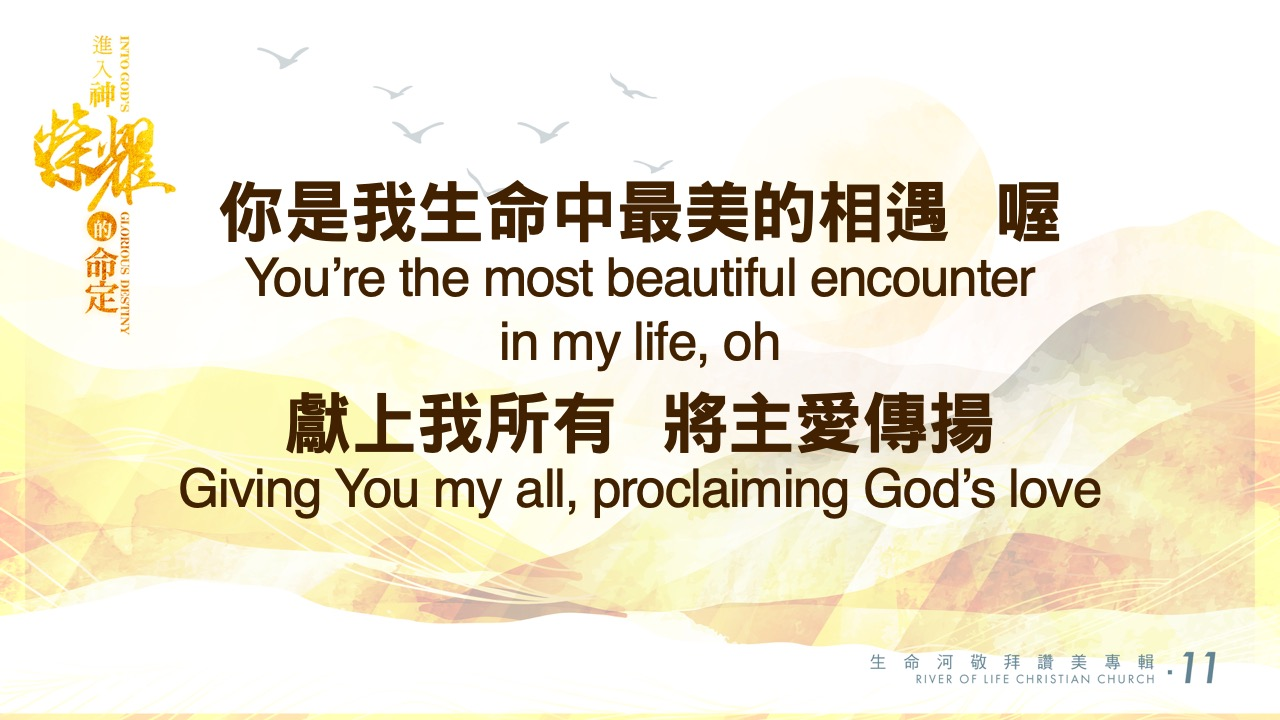 進入神
榮耀
的
命定
INTO GOD'S
GLORIOUS DESTINY
你是我生命中最美的相遇 喔
You're the most beautiful encounter
in my life, oh
獻上我所有 將主愛傳揚
Giving You my all, proclaiming God's love
生命河敬拜讚美專輯
RIVER OF LIFE CHRISTIAN CHURCH
·11